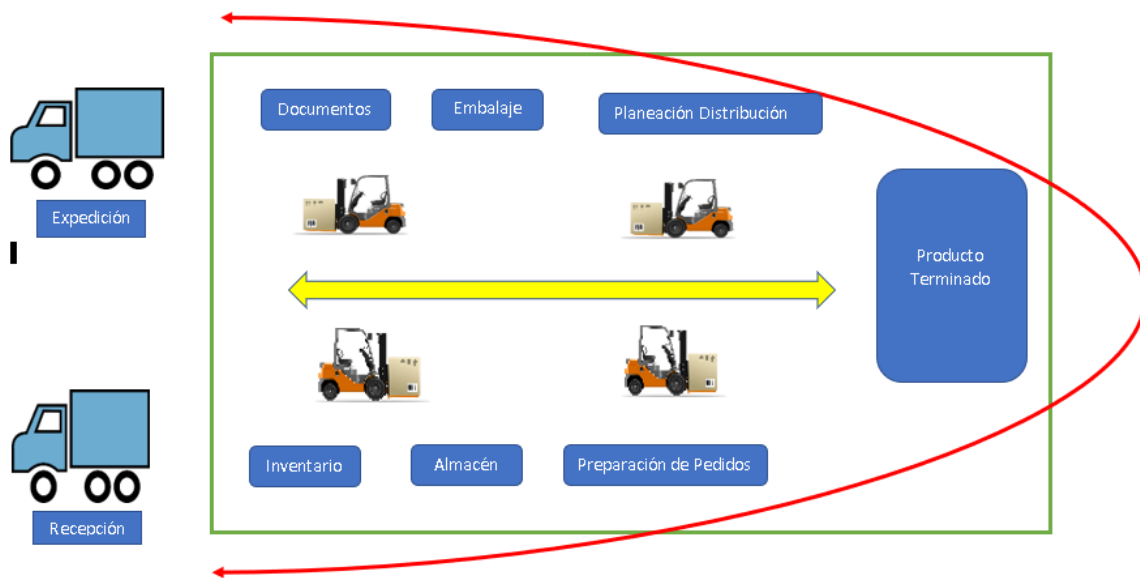 Documentos
Embalaje
Planeación Distribución
Expedición
Producto
Terminado
Inventario
Almacén
Preparación de Pedidos
Recepción